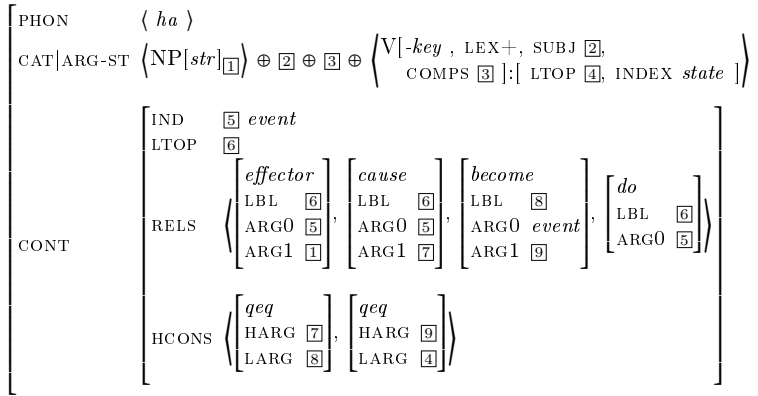 PHON ⟨ ha ⟩
CAT|ARG-ST ⟨NP[str]1⟩ ⊕ 2 ⊕ 3 ⊕ ⟨V[ -key , LEX+, SUBJ 2,
COMPS 3 ]:[ LTOP 4, INDEX state ]⟩
CONT
IND 5 event
LTOP 6
RELS
effector
LBL 6
ARG0 5
ARG1 1
,
cause
LBL 6
ARG0 5
ARG1 7
,
become
LBL 8
ARG0 event
ARG1 9
,
do
LBL 6
ARG0 5
HCONS
qeq
HARG 7
LARG 8
,
qeq
HARG 9
LARG 4